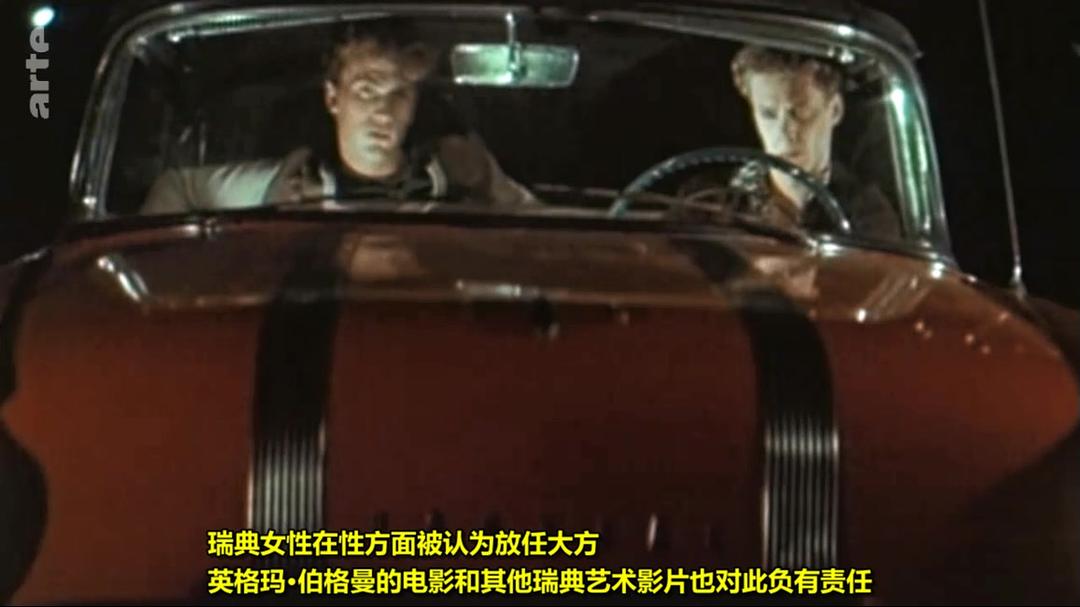 arte
瑞典女性在性方面被认为放任大方
英格玛·伯格曼的电影和其他瑞典艺术影片也对此负有责任